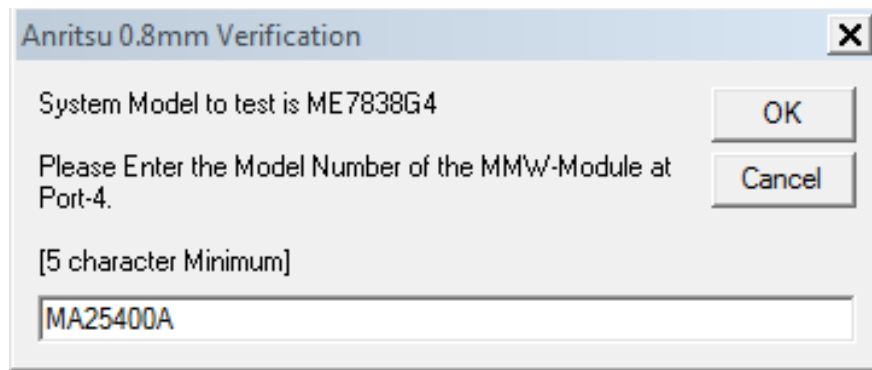 Anritsu 0.8mm Verification
System Model to test is ME7838G4
OK
Please Enter the Model Number of the MMW-Module at
Port-4.
Cancel
[5 character Minimum]
MA25400A